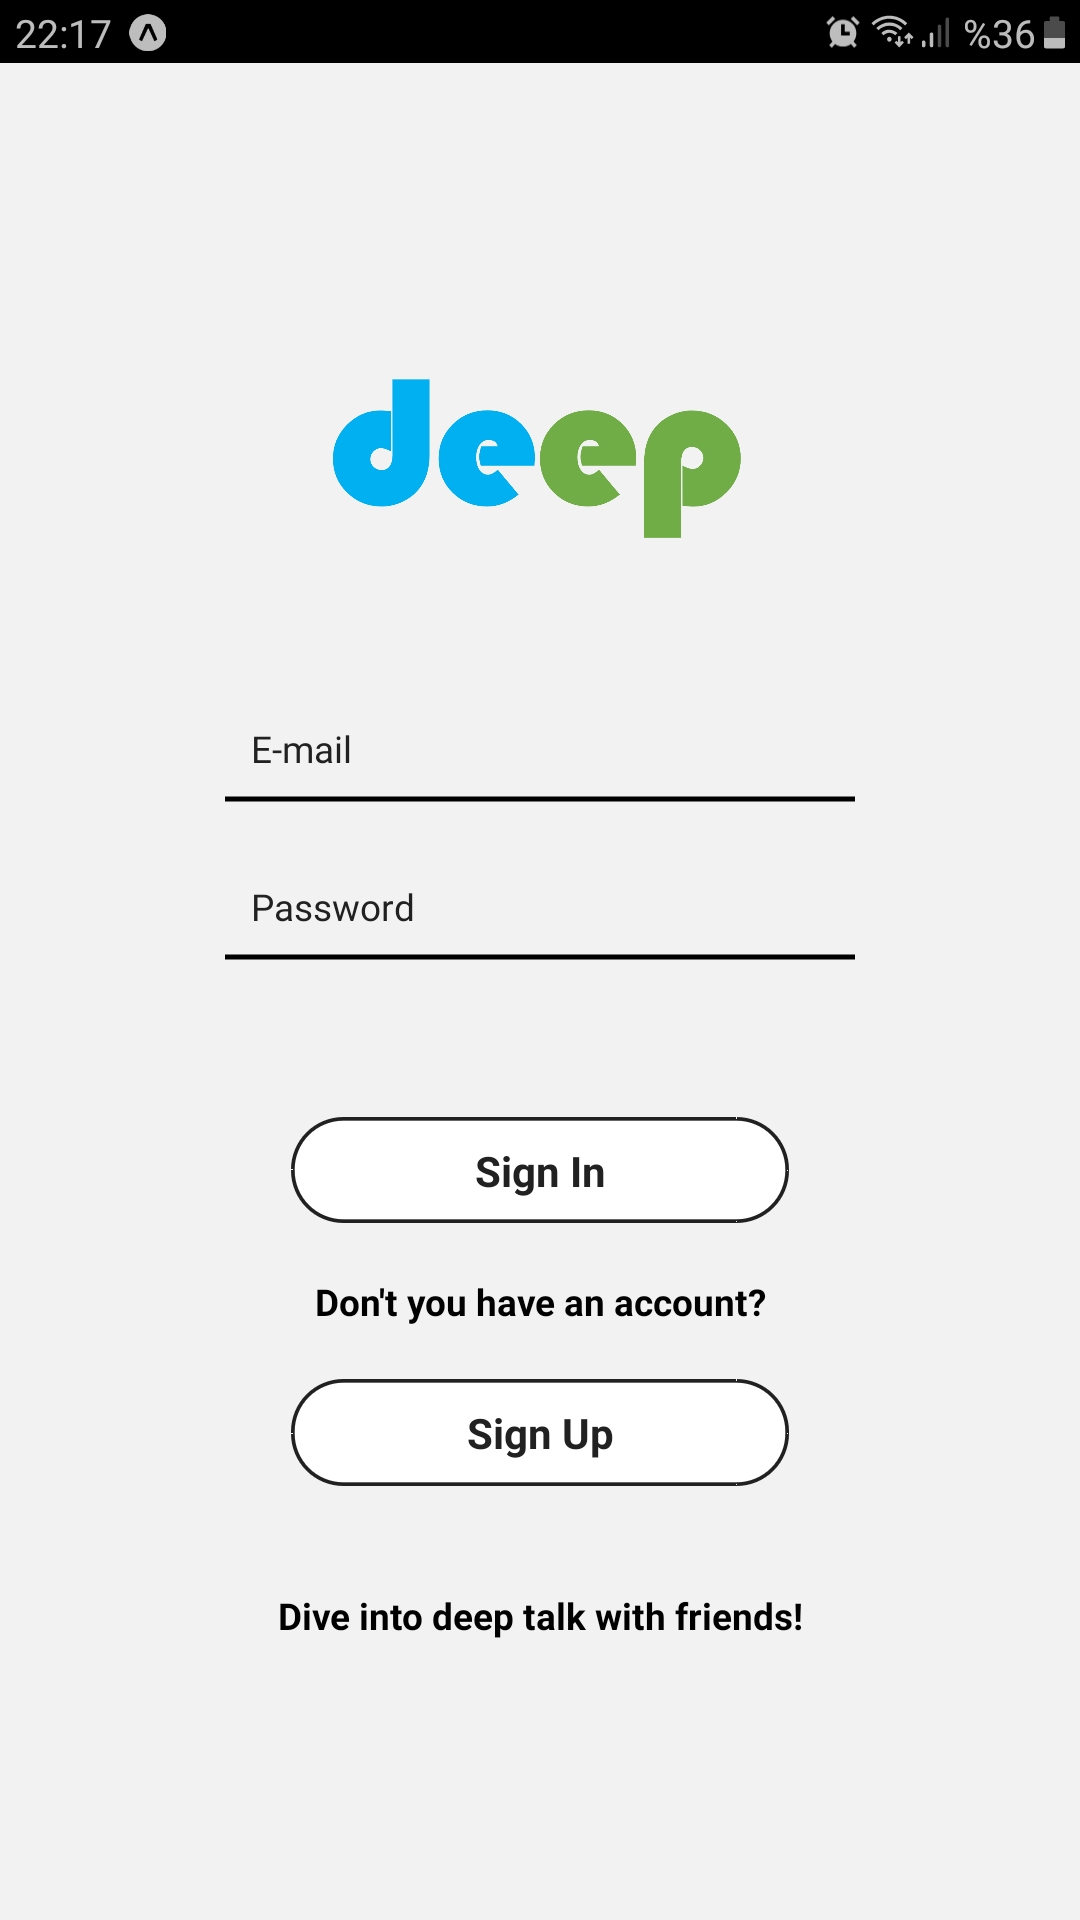 22:17 %36
deep
E-mail
Password
Sign In
Don't you have an account?
Sign Up
Dive into deep talk with friends!